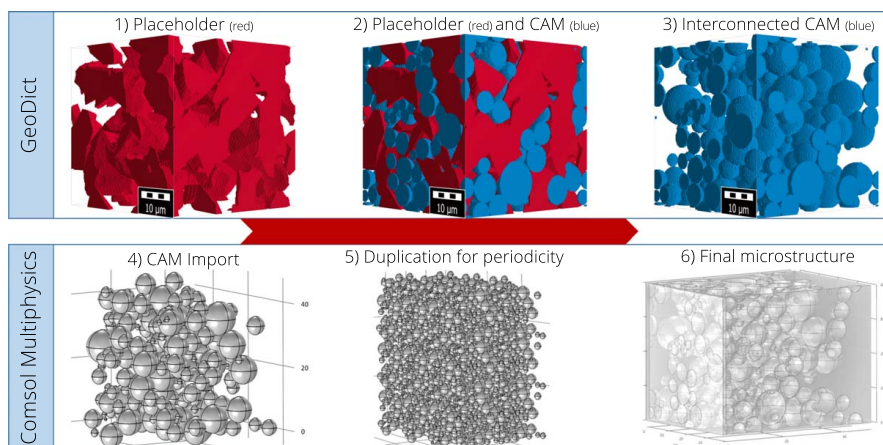 1) Placeholder (red)
2) Placeholder (red) and CAM (blue)
3) Interconnected CAM (blue)
GeoDict
10 µm
10 µm
10 µm
4) CAM Import
5) Duplication for periodicity
6) Final microstructure
Comsol Multiphysics
40
20
0